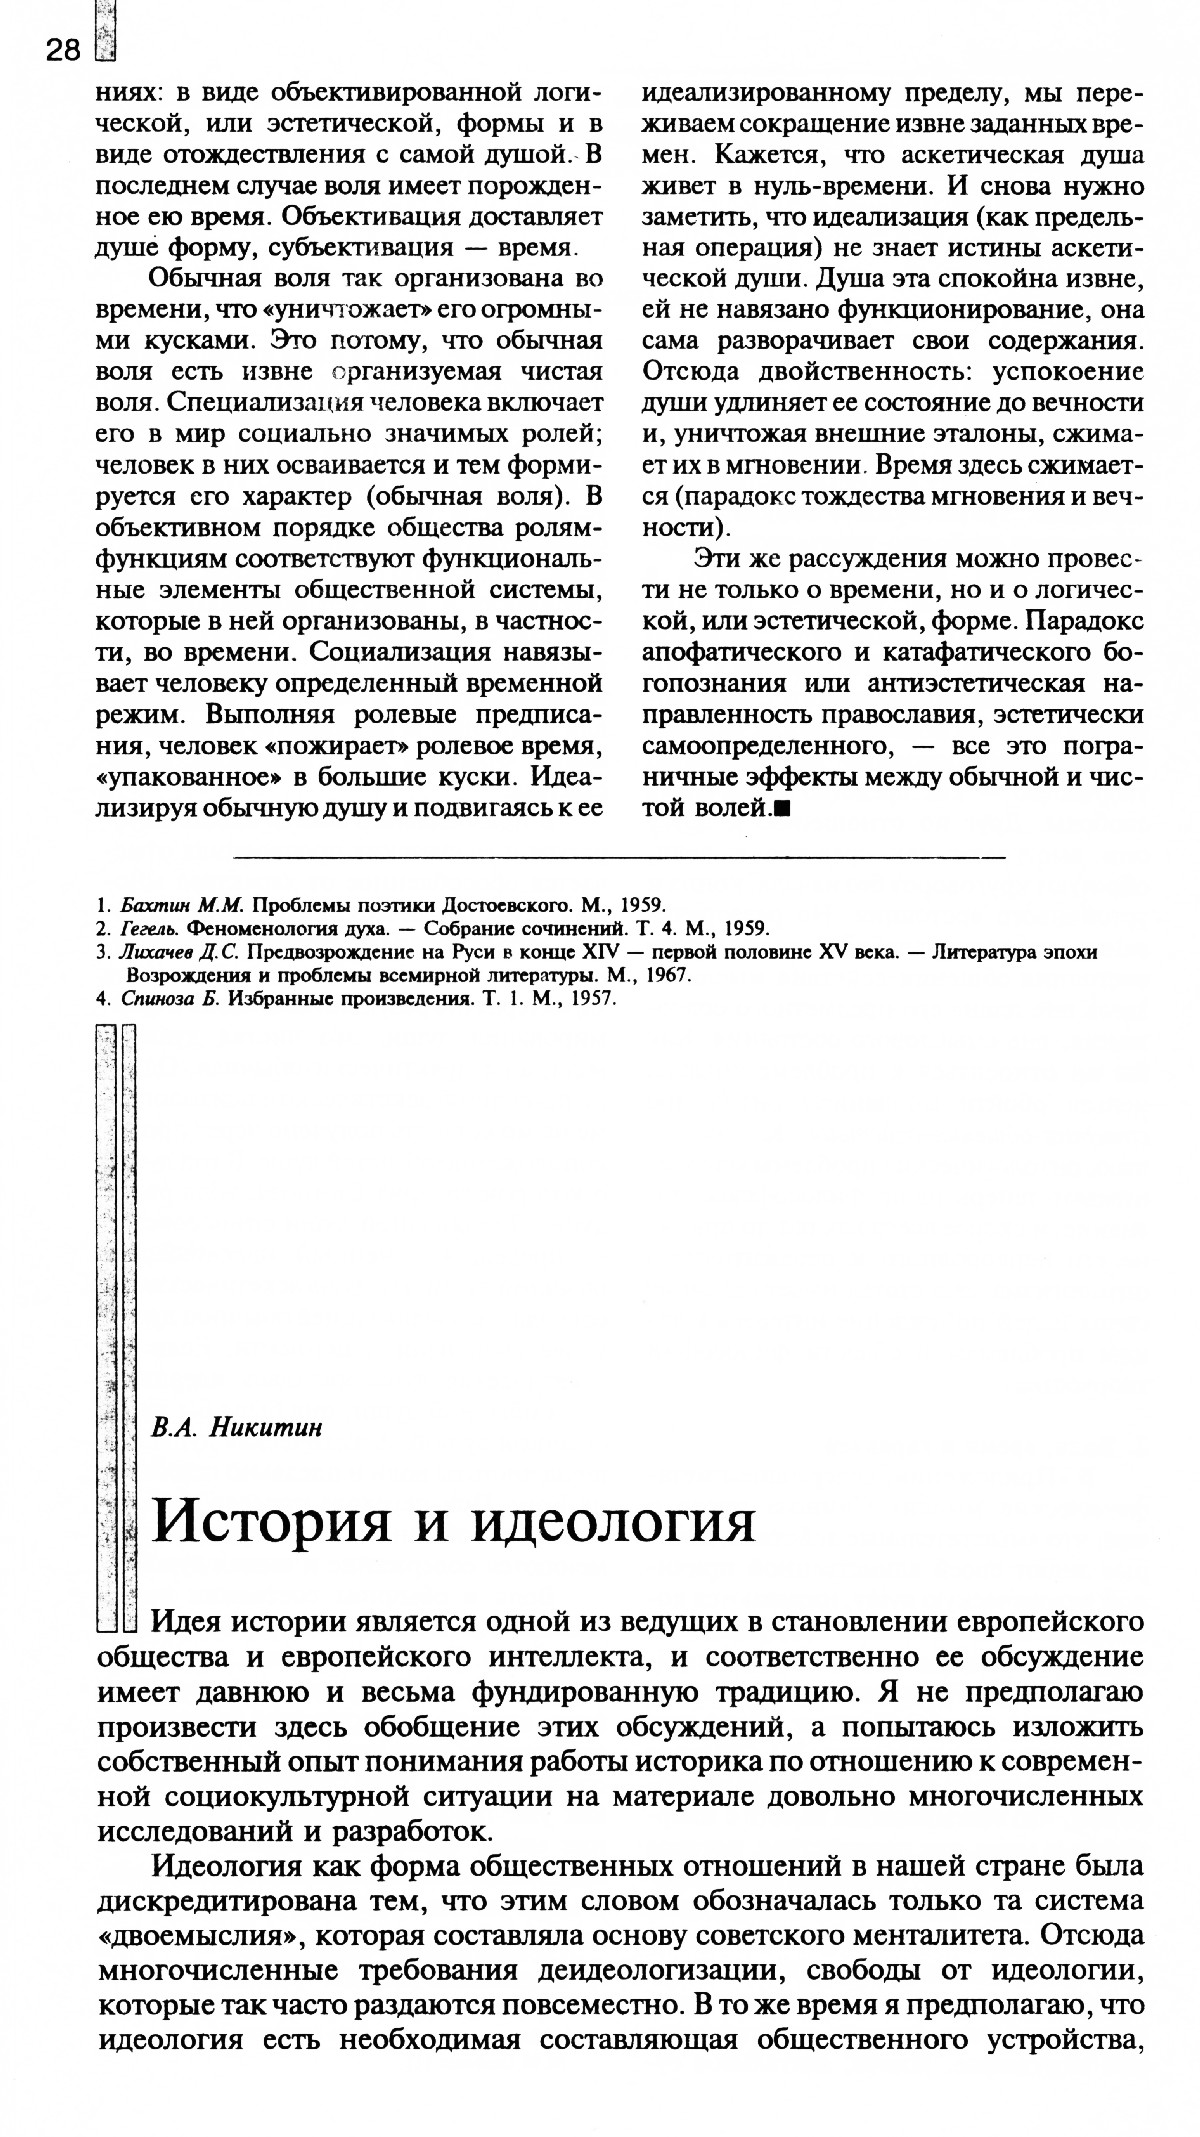 28
ниях: в виде объективированной логи-
ческой, или эстетической, формы и в
виде отождествления с самой душой. В
последнем случае воля имеет порожден-
ное ею время. Объективация доставляет
душе форму, субъективация — время.
Обычная воля так организована во
времени, что «уничтожает» его огромны-
ми кусками. Это потому, что обычная
воля есть извне организуемая чистая
воля. Специализация человека включает
его в мир социально значимых ролей;
человек в них осваивается и тем форми-
руется его характер (обычная воля). В
объективном порядке общества ролям-
функциям соответствуют функциональ-
ные элементы общественной системы,
которые в ней организованы, в частнос-
ти, во времени. Социализация навязы-
вает человеку определенный временной
режим. Выполняя ролевые предписа-
ния, человек «пожирает» ролевое время,
«упакованное» в большие куски. Идеа-
лизируя обычную душу и подвигаясь к ее
идеализированному пределу, мы пере-
живаем сокращение извне заданных вре-
мен. Кажется, что аскетическая душа
живет в нуль-времени. И снова нужно
заметить, что идеализация (как предель-
ная операция) не знает истины аскети-
ческой души. Душа эта спокойна извне,
ей не навязано функционирование, она
сама разворачивает свои содержания.
Отсюда двойственность: успокоение
души удлиняет ее состояние до вечности
и, уничтожая внешние эталоны, сжима-
ет их в мгновении. Время здесь сжимает-
ся (парадокс тождества мгновения и веч-
ности).
Эти же рассуждения можно провес-
ти не только о времени, но и о логичес-
кой, или эстетической, форме. Парадокс
апофатического и катафатического бо-
гопознания или антиэстетическая на-
правленность православия, эстетически
самоопределенного, — все это погра-
ничные эффекты между обычной и чис-
той волей.■
1. Бахтин М.М. Проблемы поэтики Достоевского. М., 1959.
2. Гегель. Феноменология духа. — Собрание сочинений. Т. 4. М., 1959.
3. Лихачев Д.С. Предвозрождение на Руси в конце XIV — первой половине XV века. — Литература эпохи
Возрождения и проблемы всемирной литературы. М., 1967.
4. Спиноза Б. Избранные произведения. Т. 1. М., 1957.
В.А. Никитин
История и идеология
Идея истории является одной из ведущих в становлении европейского
общества и европейского интеллекта, и соответственно ее обсуждение
имеет давнюю и весьма фундированную традицию. Я не предполагаю
произвести здесь обобщение этих обсуждений, а попытаюсь изложить
собственный опыт понимания работы историка по отношению к современ-
ной социокультурной ситуации на материале довольно многочисленных
исследований и разработок.
Идеология как форма общественных отношений в нашей стране была
дискредитирована тем, что этим словом обозначалась только та система
«двоемыслия», которая составляла основу советского менталитета. Отсюда
многочисленные требования деидеологизации, свободы от идеологии,
которые так часто раздаются повсеместно. В то же время я предполагаю, что
идеология есть необходимая составляющая общественного устройства,